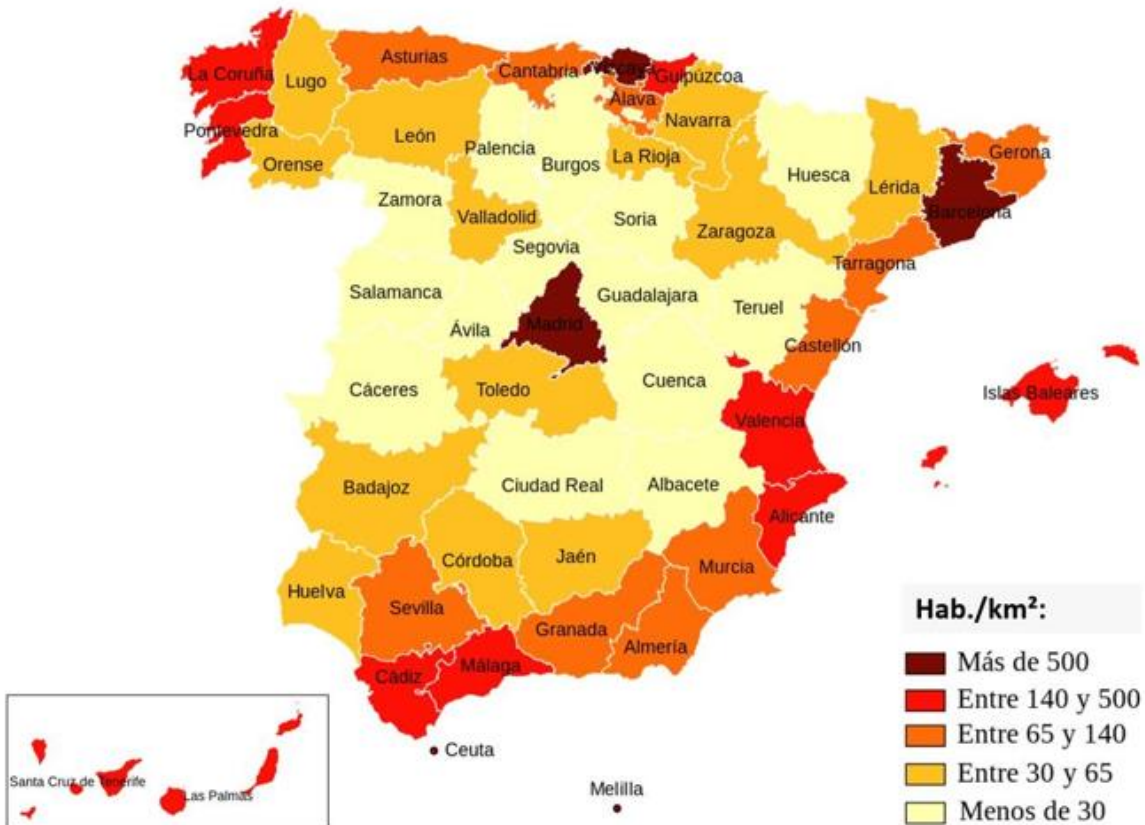 La Coruña
Lugo
Asturias
Cantabria
Guipúzcoa
Álava
Navarra
Pontevedra
Orense
León
Palencia
Burgos
La Rioja
Huesca
Lérida
Gerona
Barcelona
Zamora
Valladolid
Soria
Zaragoza
Segovia
Tarragona
Salamanca
Guadalajara
Teruel
Ávila
Madrid
Castellón
Cáceres
Toledo
Cuenca
Islas Baleares
Valencia
Badajoz
Ciudad Real
Albacete
Alicante
Córdoba
Jaén
Murcia
Huelva
Sevilla
Granada
Almería
Cádiz
Málaga
Ceuta
Melilla
Santa Cruz de Tenerife
Las Palmas
Hab./km²:
Más de 500
Entre 140 y 500
Entre 65 y 140
Entre 30 y 65
Menos de 30